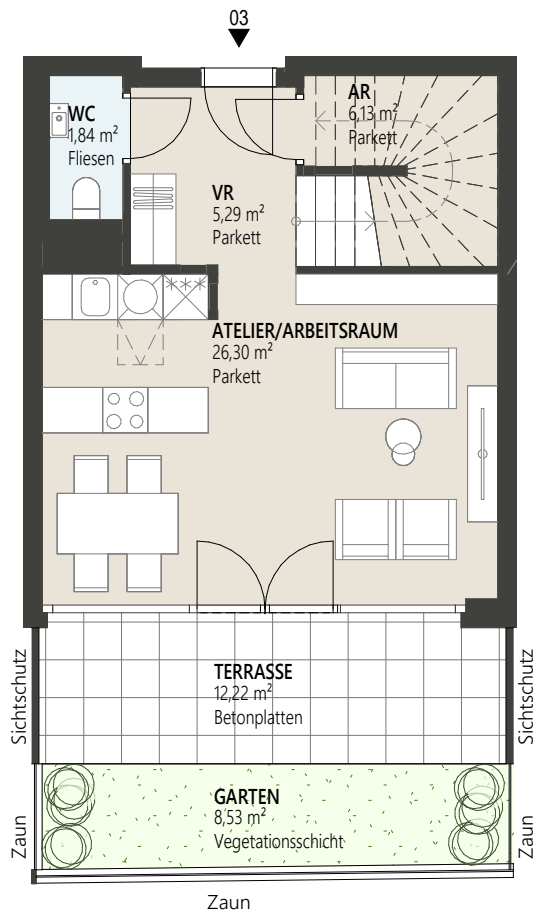 03
WC
1,84 m²
Fliesen
AR
6,13 m²
Parkett
VR
5,29 m²
Parkett
ATELIER/ARBEITSRAUM
26,30 m²
Parkett
TERRASSE
12,22 m²
Betonplatten
Sichtschutz
Sichtschutz
GARTEN
8,53 m²
Vegetationsschicht
Zaun
Zaun
Zaun